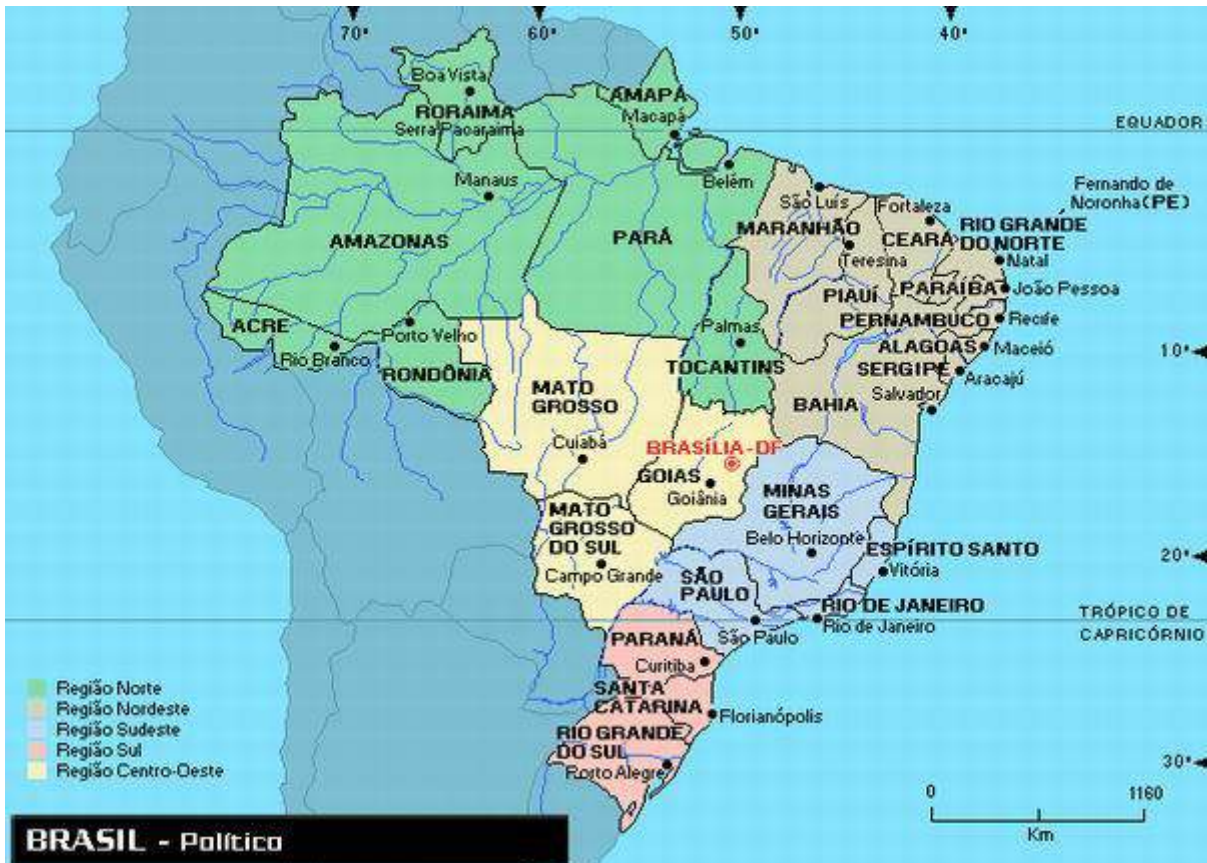 70°
60°
50°
40°
Boa Vista
RORAIMA
Serra Pacaraima
AMAPÁ
Macapá
EQUADOR
Manaus
Belém
São Luís
Fortaleza
Fernando de
Noronha(PE)
AMAZONAS
PARÁ
MARANHÃO
Teresina
CEARÁ
RIO GRANDE
DO NORTE
Natal
PIAUÍ
PARAÍBA
João Pessoa
ACRE
Porto Velho
Palmas
PERNAMBUCO
Recife
Rio Branco
RONDÔNIA
TOCANTINS
ALAGOAS
Maceió
10°
SERGIPE
Aracajú
MATO
GROSSO
BAHIA
Salvador
Cuiabá
BRASÍLIA-DF
GOIAS
Goiânia
MINAS
GERAIS
MATO
GROSSO
DO SUL
Campo Grande
Belo Horizonte
ESPÍRITO SANTO
Vitória
20°
SÃO
PAULO
São Paulo
RIO DE JANEIRO
Rio de Janeiro
TRÓPICO DE
CAPRICÓRNIO
PARANÁ
Curitiba
SANTA
CATARINA
Florianópolis
RIO GRANDE
DO SUL
Porto Alegre
30°
Região Norte
Região Nordeste
Região Sudeste
Região Sul
Região Centro-Oeste
0 1160
Km
BRASIL - Político